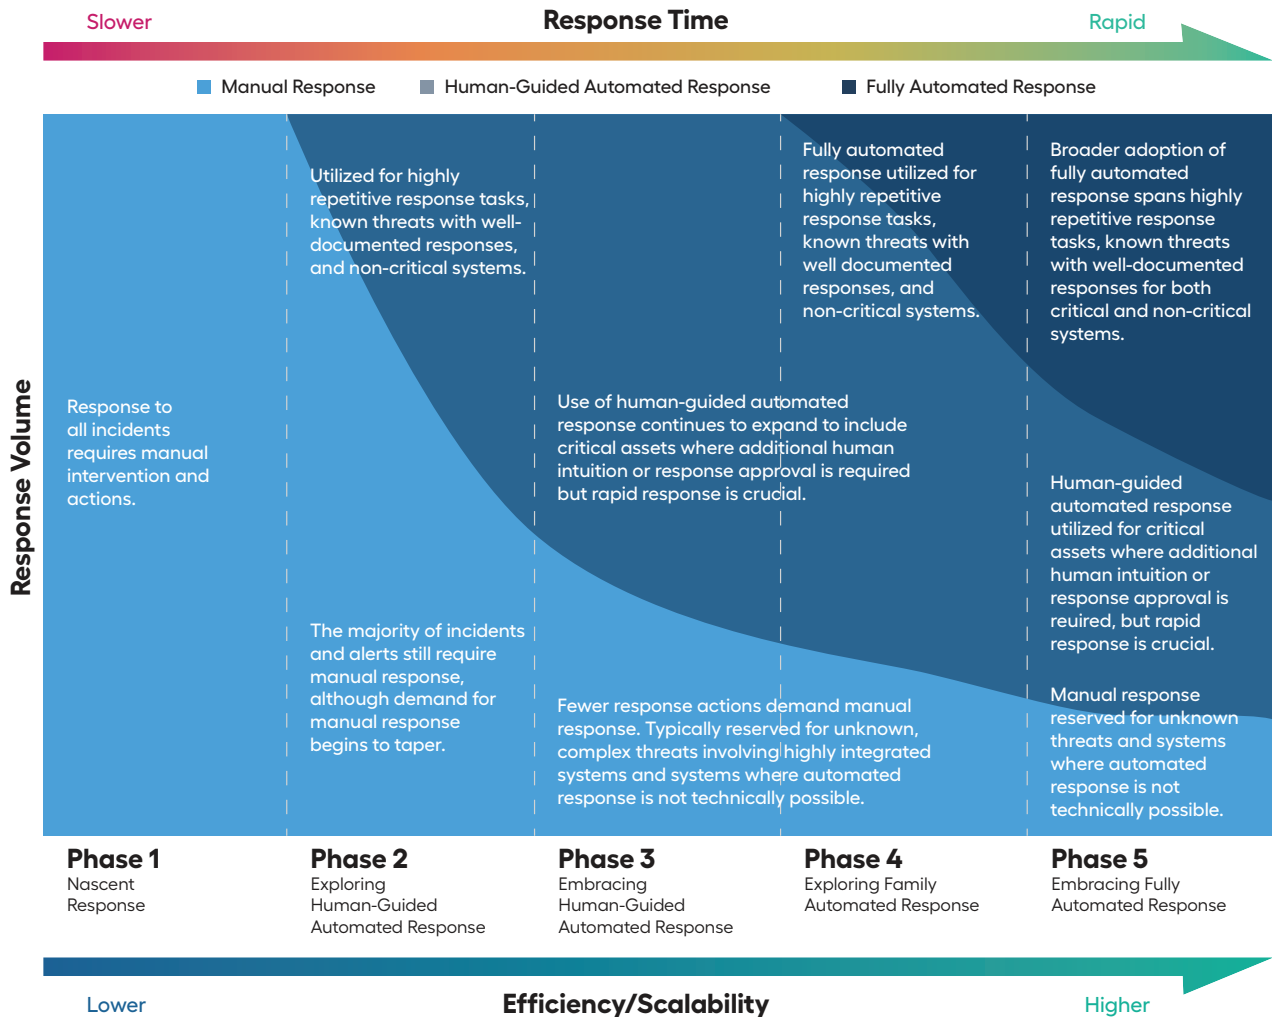 Slower
Response Time
Rapid
Manual Response
Human-Guided Automated Response
Fully Automated Response
Response Volume
Response to
all incidents
requires manual
intervention and
actions.
Utilized for highly
repetitive response tasks,
known threats with well-
documented responses,
and non-critical systems.
The majority of incidents
and alerts still require
manual response,
although demand for
manual response
begins to taper.
Use of human-guided automated
response continues to expand to include
critical assets where additional human
intuition or response approval is required
but rapid response is crucial.
Fewer response actions demand manual
response. Typically reserved for unknown,
complex threats involving highly integrated
systems and systems where automated
response is not technically possible.
Fully automated
response utilized for
highly repetitive
response tasks,
known threats with
well documented
responses, and
non-critical systems.
Broader adoption of
fully automated
response spans highly
repetitive response
tasks, known threats
with well-documented
responses for both
critical and non-critical
systems.
Human-guided
automated response
utilized for critical
assets where additional
human intuition or
response approval is
reuired, but rapid
response is crucial.
Manual response
reserved for unknown
threats and systems
where automated
response is not
technically possible.
Phase 1
Nascent
Response
Phase 2
Exploring
Human-Guided
Automated Response
Phase 3
Embracing
Human-Guided
Automated Response
Phase 4
Exploring Family
Automated Response
Phase 5
Embracing Fully
Automated Response
Lower
Efficiency/Scalability
Higher